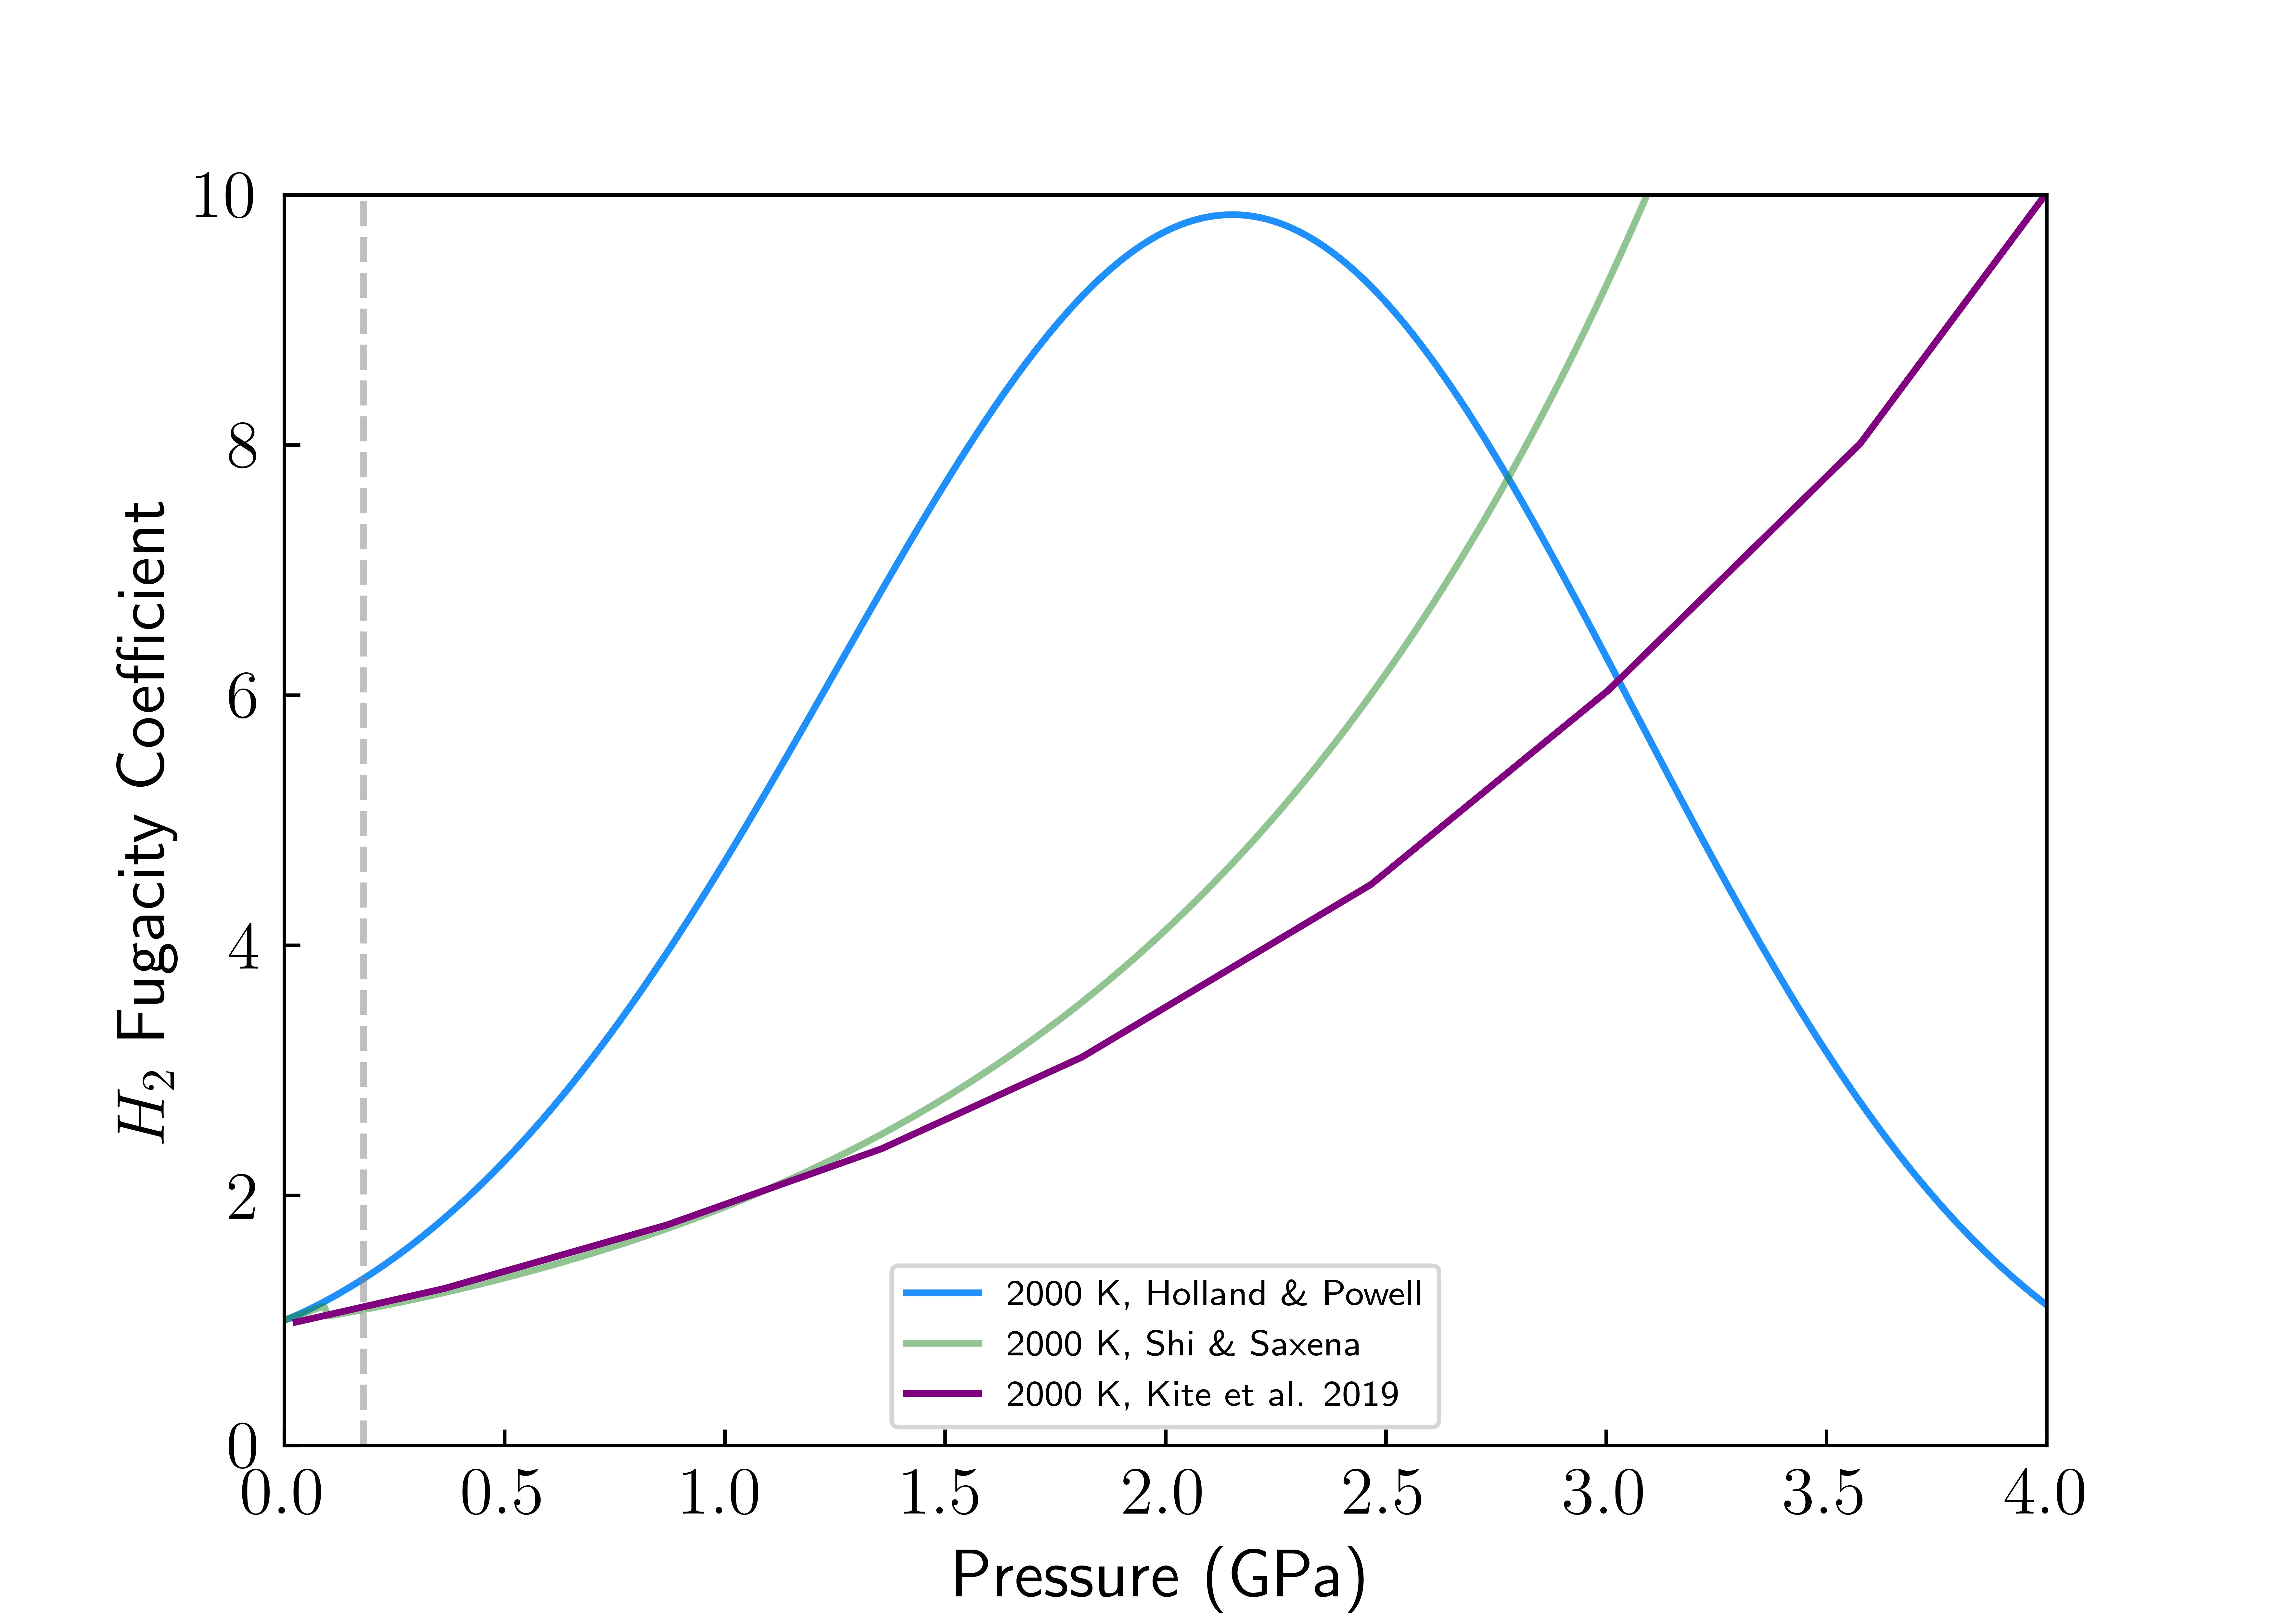 10
8
6
4
2
0
H₂ Fugacity Coefficient
2000 K, Holland & Powell
2000 K, Shi & Saxena
2000 K, Kite et al. 2019
0.0 0.5 1.0 1.5 2.0 2.5 3.0 3.5 4.0
Pressure (GPa)